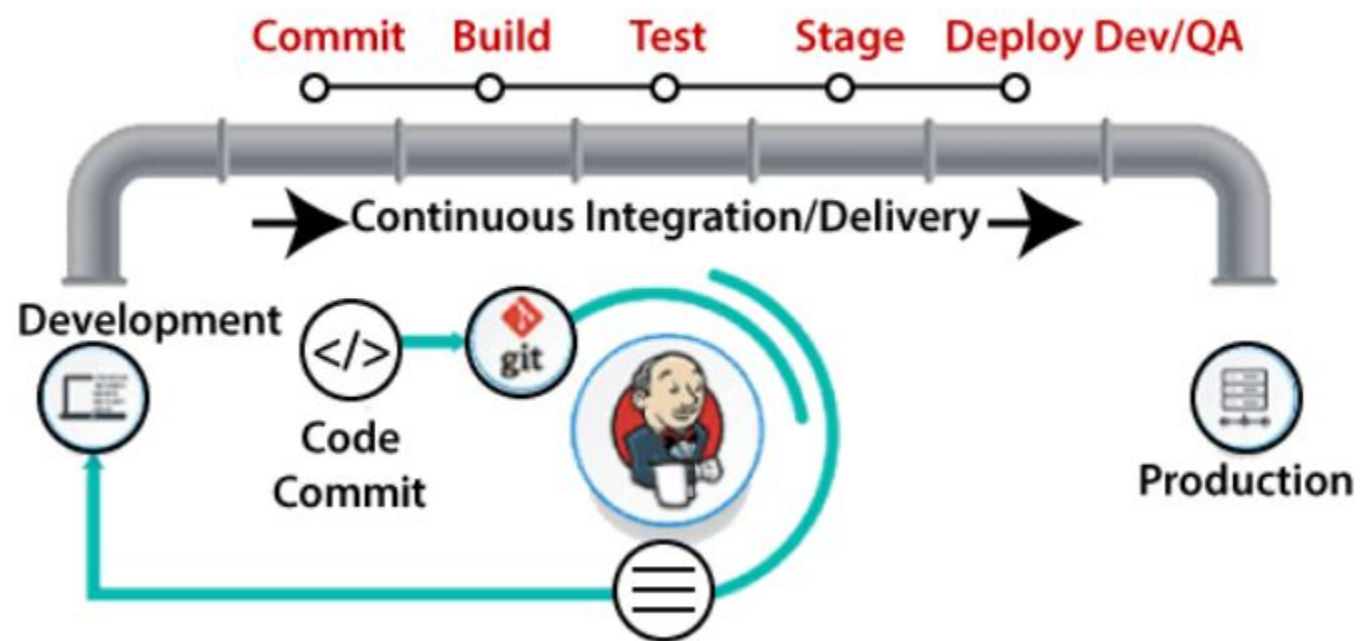 Commit Build Test Stage Deploy Dev/QA
Continuous Integration/Delivery
Development
</>
git
Code
Commit
Production